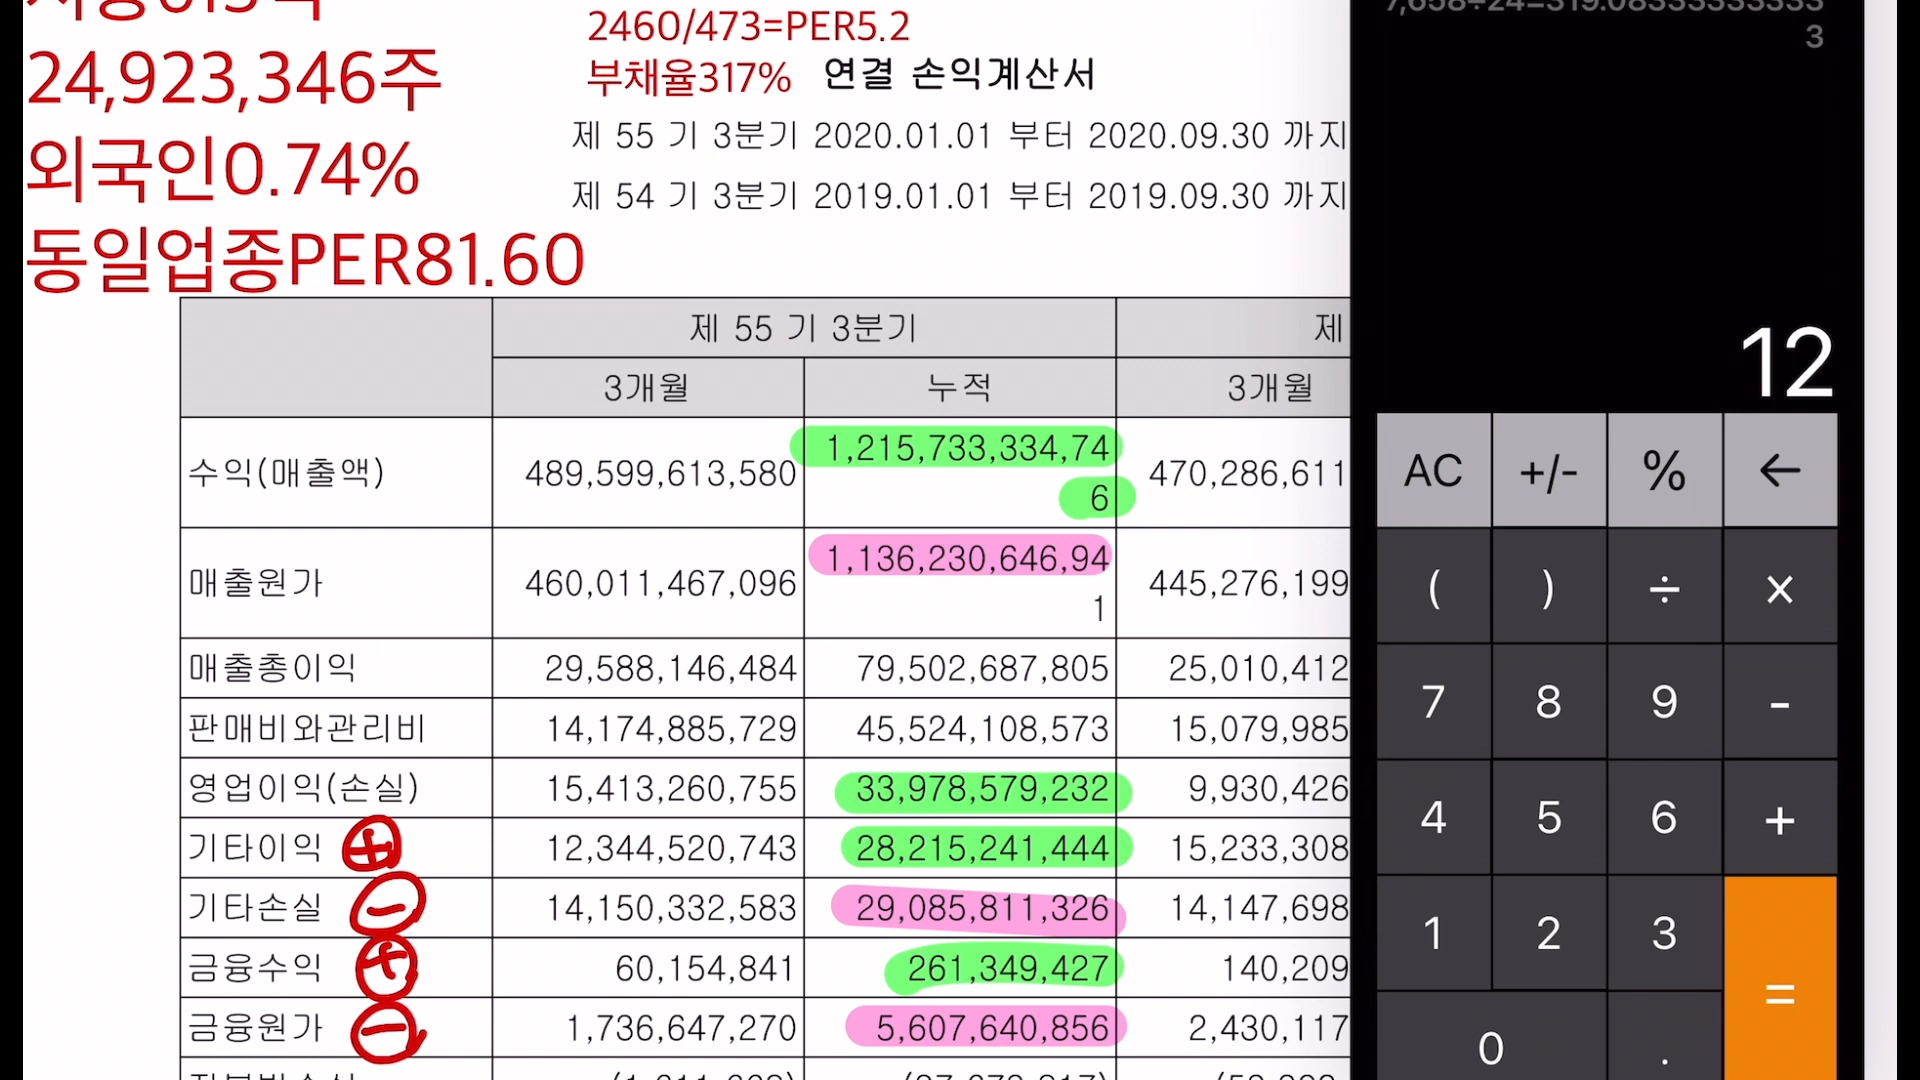 24,923,346주
외국인0.74%
동일업종PER81.60
2460/473=PER5.2
부채율317%
연결 손익계산서
제 55 기 3분기 2020.01.01 부터 2020.09.30 까지
제 54 기 3분기 2019.01.01 부터 2019.09.30 까지
제 55 기 3분기 제
3개월 누적 3개월
수익(매출액) 489,599,613,580 1,215,733,334,74 470,286,611
6
매출원가 460,011,467,096 1,136,230,646,94 445,276,199
1
매출총이익 29,588,146,484 79,502,687,805 25,010,412
판매비와관리비 14,174,885,729 45,524,108,573 15,079,985
영업이익(손실) 15,413,260,755 33,978,579,232 9,930,426
기타이익 + 12,344,520,743 28,215,241,444 15,233,308
기타손실 - 14,150,332,583 29,085,811,326 14,147,698
금융수익 + 60,154,841 261,349,427 140,209
금융원가 - 1,736,647,270 5,607,640,856 2,430,117
7,658÷24=319.08333333333
3
12
AC +/- % ←
( ) ÷ ×
7 8 9 -
4 5 6 +
1 2 3
=
0 .